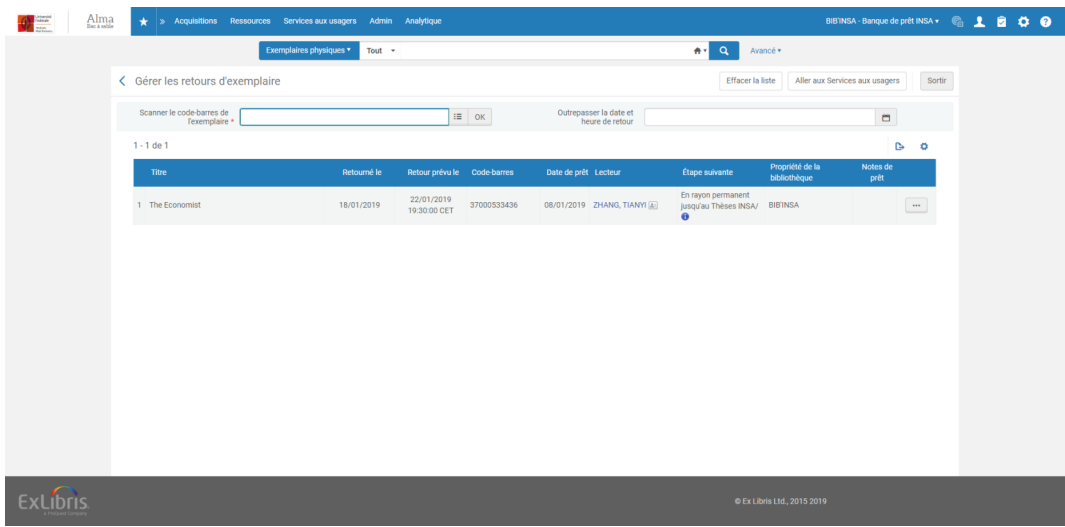 Alma
Bac à sable
Acquisitions Ressources Services aux usagers Admin Analytique
BIB'INSA - Banque de prêt INSA
Exemplaires physiques Tout Avancé
Gérer les retours d'exemplaire
Effacer la liste Aller aux Services aux usagers Sortir
Scanner le code-barres de l'exemplaire * OK
Outrepasser la date et heure de retour
1 - 1 de 1
Titre Retourné le Retour prévu le Code-barres Date de prêt Lecteur Étape suivante Propriété de la bibliothèque Notes de prêt
1 The Economist 18/01/2019 22/01/2019 19:30:00 CET 37000533436 08/01/2019 ZHANG, TIANYI En rayon permanent jusqu'au Thèses INSA/ BIB'INSA
ExLibris
© Ex Libris Ltd., 2015 2019